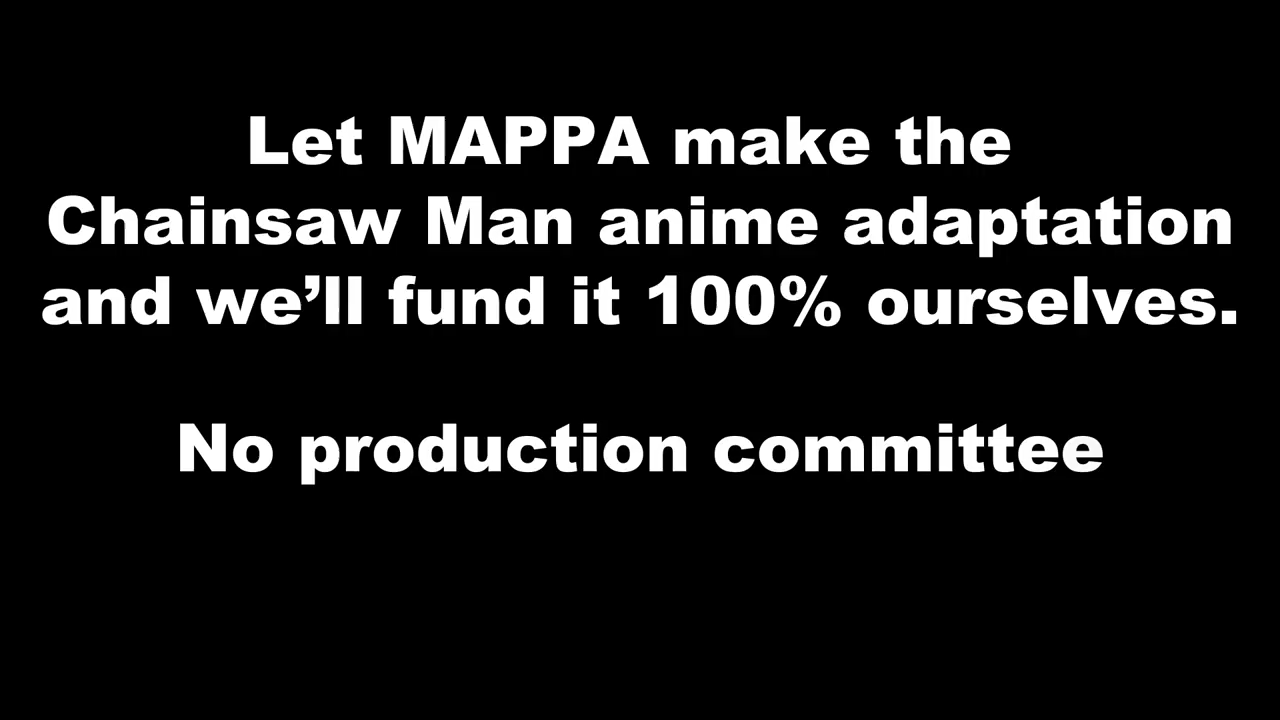 Let MAPPA make the
Chainsaw Man anime adaptation
and we’ll fund it 100% ourselves.
No production committee